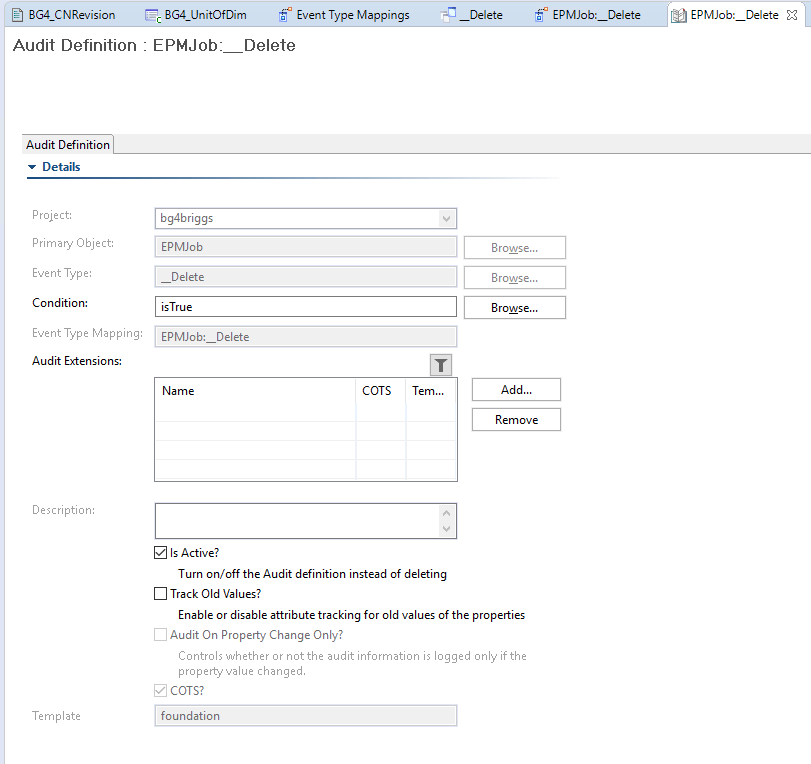 BG4_CNRevision BG4_UnitOfDim Event Type Mappings __Delete EPMJob:__Delete EPMJob:__Delete
Audit Definition : EPMJob:__Delete
Audit Definition
Details
Project: bg4briggs
Primary Object: EPMJob Browse...
Event Type: __Delete Browse...
Condition: isTrue Browse...
Event Type Mapping: EPMJob:__Delete
Audit Extensions:
Name COTS Tem... Add...
Remove
Description:
Is Active?
Turn on/off the Audit definition instead of deleting
Track Old Values?
Enable or disable attribute tracking for old values of the properties
Audit On Property Change Only?
Controls whether or not the audit information is logged only if the
property value changed.
COTS?
Template foundation